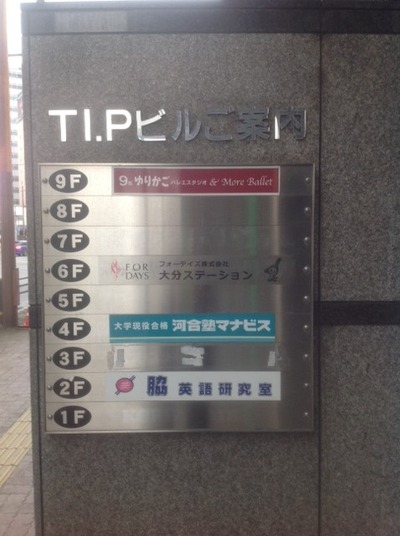 TI.Pビルご案内
9F 9F ゆりかごバレエスタジオ & More Ballet
8F
7F
6F FOR DAYS フォーデイズ株式会社 大分ステーション
5F
4F 大学現役合格 河合塾マナビス
3F
2F 脇 英語研究室
1F